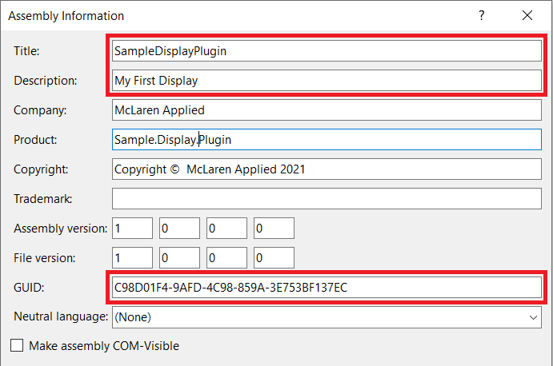 Assembly Information ? ×
Title: SampleDisplayPlugin
Description: My First Display
Company: McLaren Applied
Product: Sample.Display.Plugin
Copyright: Copyright © McLaren Applied 2021
Trademark:
Assembly version: 1 0 0 0
File version: 1 0 0 0
GUID: C98D01F4-9AFD-4C98-859A-3E753BF137EC
Neutral language: (None)
Make assembly COM-Visible